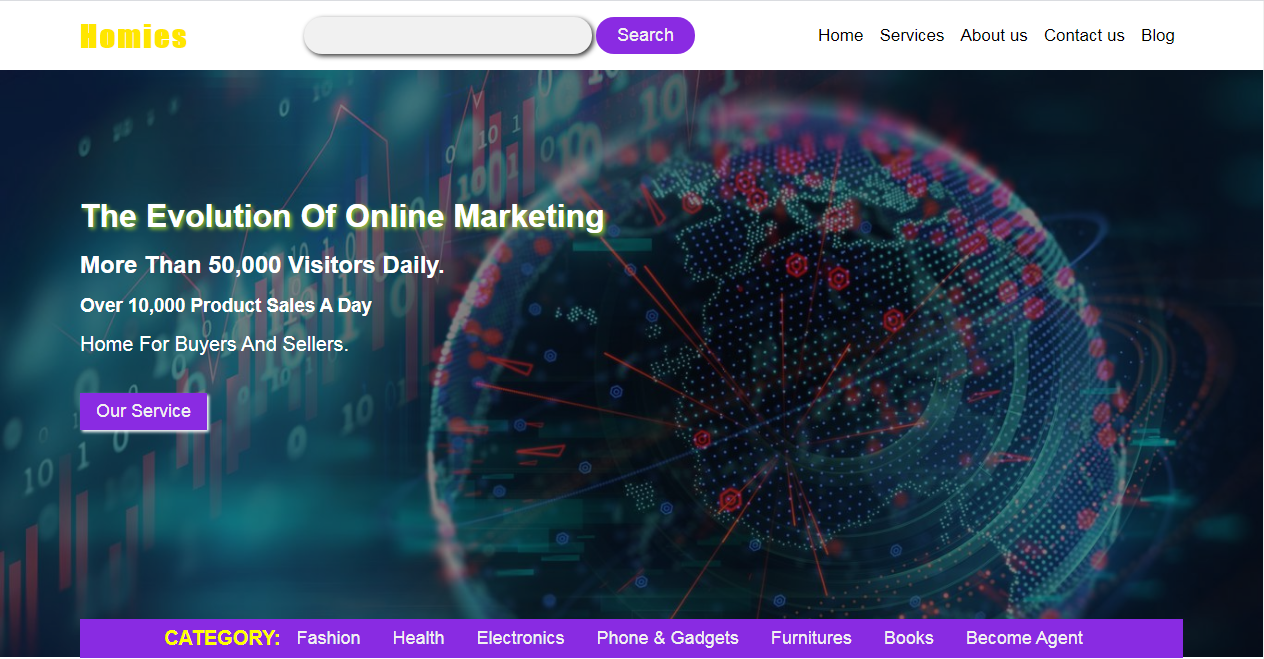 Homies
Search
Home Services About us Contact us Blog
The Evolution Of Online Marketing
More Than 50,000 Visitors Daily.
Over 10,000 Product Sales A Day
Home For Buyers And Sellers.
Our Service
CATEGORY: Fashion Health Electronics Phone & Gadgets Furnitures Books Become Agent